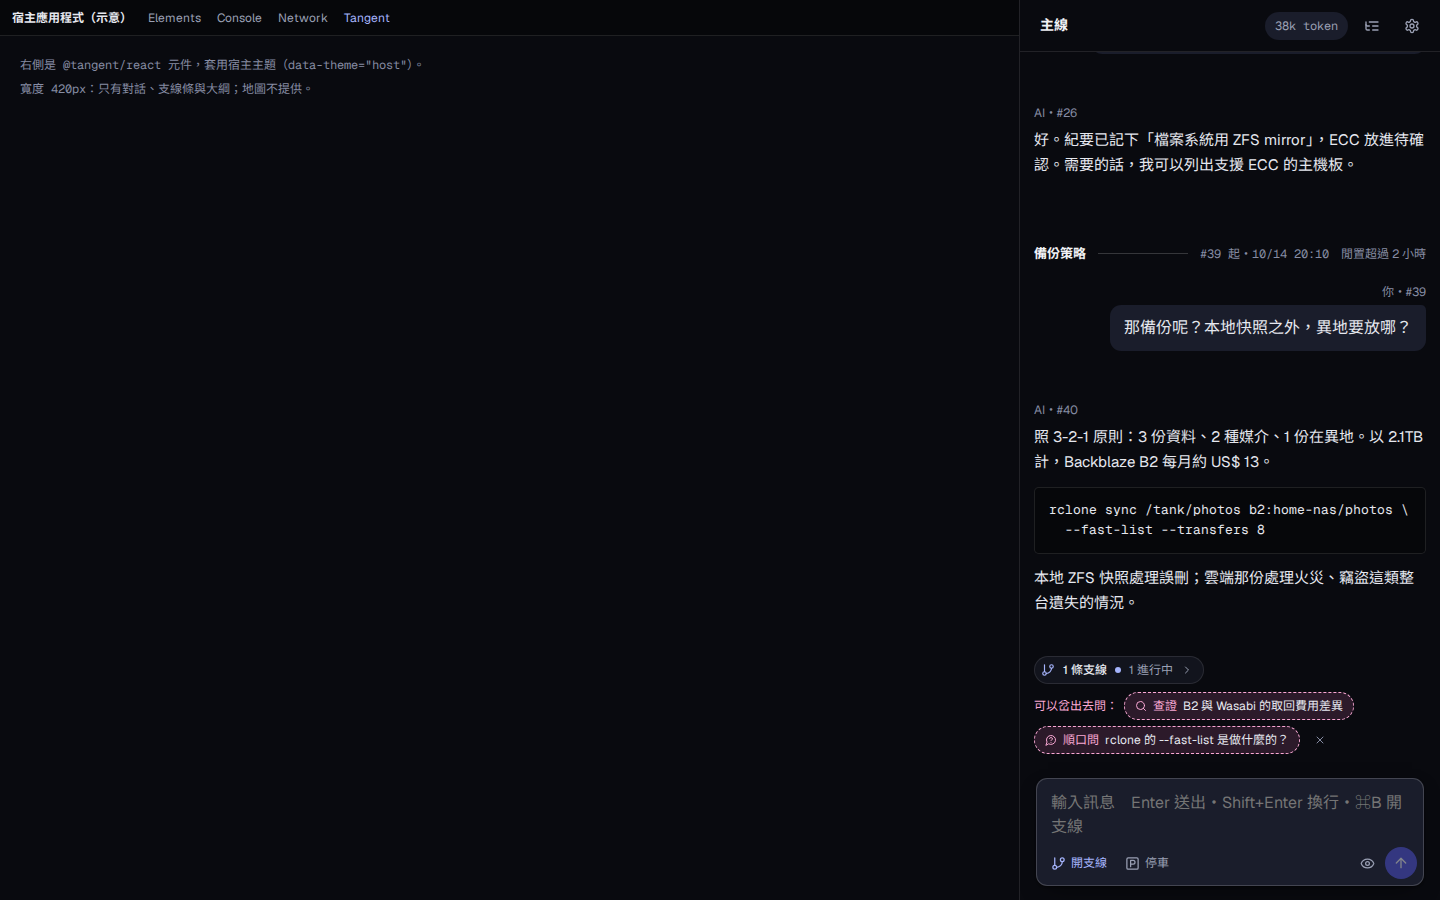 宿主應用程式（示意） Elements Console Network Tangent
右側是 @tangent/react 元件，套用宿主主題（data-theme="host"）。
寬度 420px：只有對話、支線條與大綱；地圖不提供。
主線 38k token
AI・#26
好。紀要已記下「檔案系統用 ZFS mirror」，ECC 放進待確
認。需要的話，我可以列出支援 ECC 的主機板。
備份策略 #39 起・10/14 20:10 閒置超過 2 小時
你・#39
那備份呢？本地快照之外，異地要放哪？
AI・#40
照 3-2-1 原則：3 份資料、2 種媒介、1 份在異地。以 2.1TB
計，Backblaze B2 每月約 US$ 13。
rclone sync /tank/photos b2:home-nas/photos \
--fast-list --transfers 8
本地 ZFS 快照處理誤刪；雲端那份處理火災、竊盜這類整
台遺失的情況。
1 條支線 1 進行中
可以岔出去問： 查證 B2 與 Wasabi 的取回費用差異
順口問 rclone 的 --fast-list 是做什麼的？
輸入訊息　Enter 送出・Shift+Enter 換行・⌘B 開
支線
開支線 停車